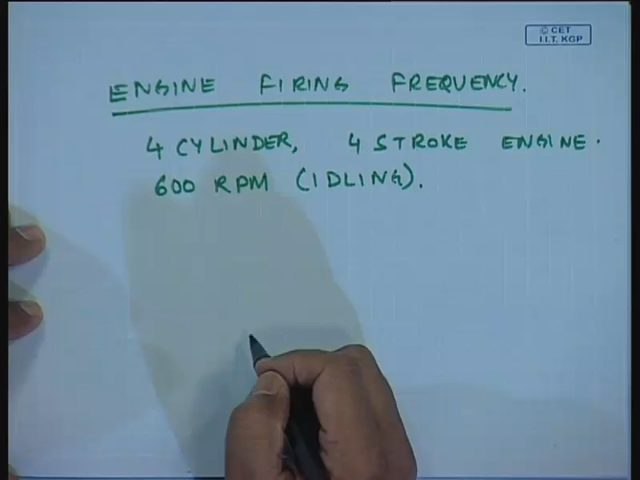 © CET
I.I.T. KGP
ENGINE FIRING FREQUENCY.
4 CYLINDER, 4 STROKE ENGINE.
600 RPM (IDLING).